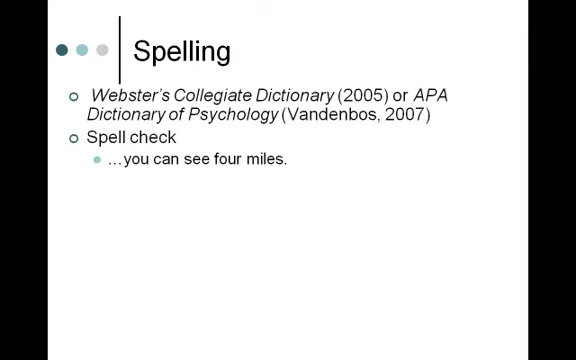 Spelling
Webster's Collegiate Dictionary (2005) or APA
Dictionary of Psychology (Vandenbos, 2007)
Spell check
…you can see four miles.